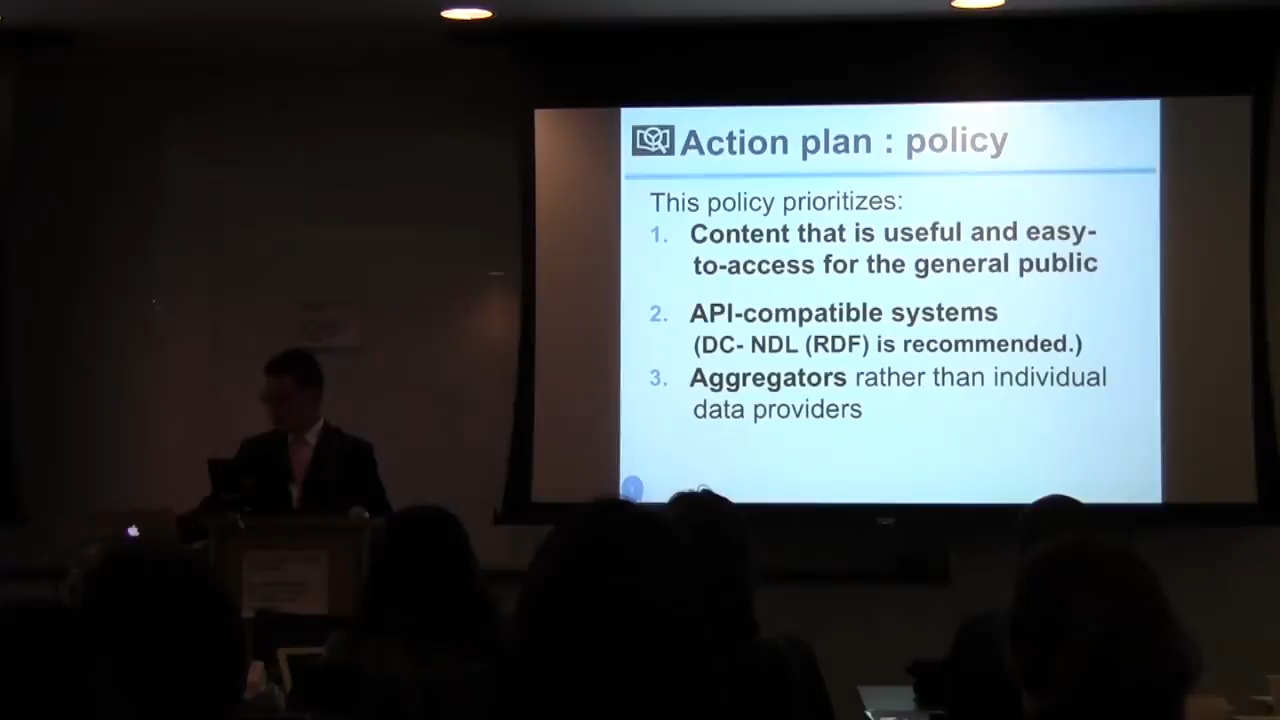 Action plan : policy
This policy prioritizes:
1. Content that is useful and easy-
to-access for the general public
2. API-compatible systems
(DC- NDL (RDF) is recommended.)
3. Aggregators rather than individual
data providers